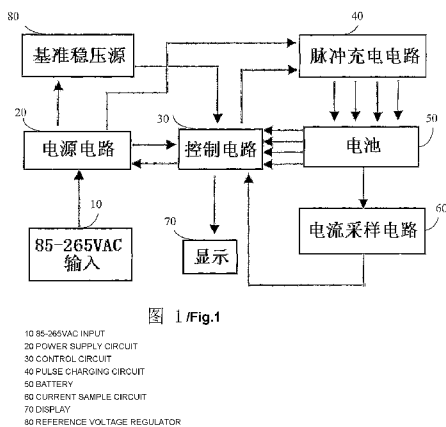 80
40
基准稳压源
脉冲充电电路
20
30
50
电源电路
控制电路
电池
10
70
60
85-265VAC
输入
显示
电流采样电路
图 1/Fig.1
10 85-265VAC INPUT
20 POWER SUPPLY CIRCUIT
30 CONTROL CIRCUIT
40 PULSE CHARGING CIRCUIT
50 BATTERY
60 CURRENT SAMPLE CIRCUIT
70 DISPLAY
80 REFERENCE VOLTAGE REGULATOR